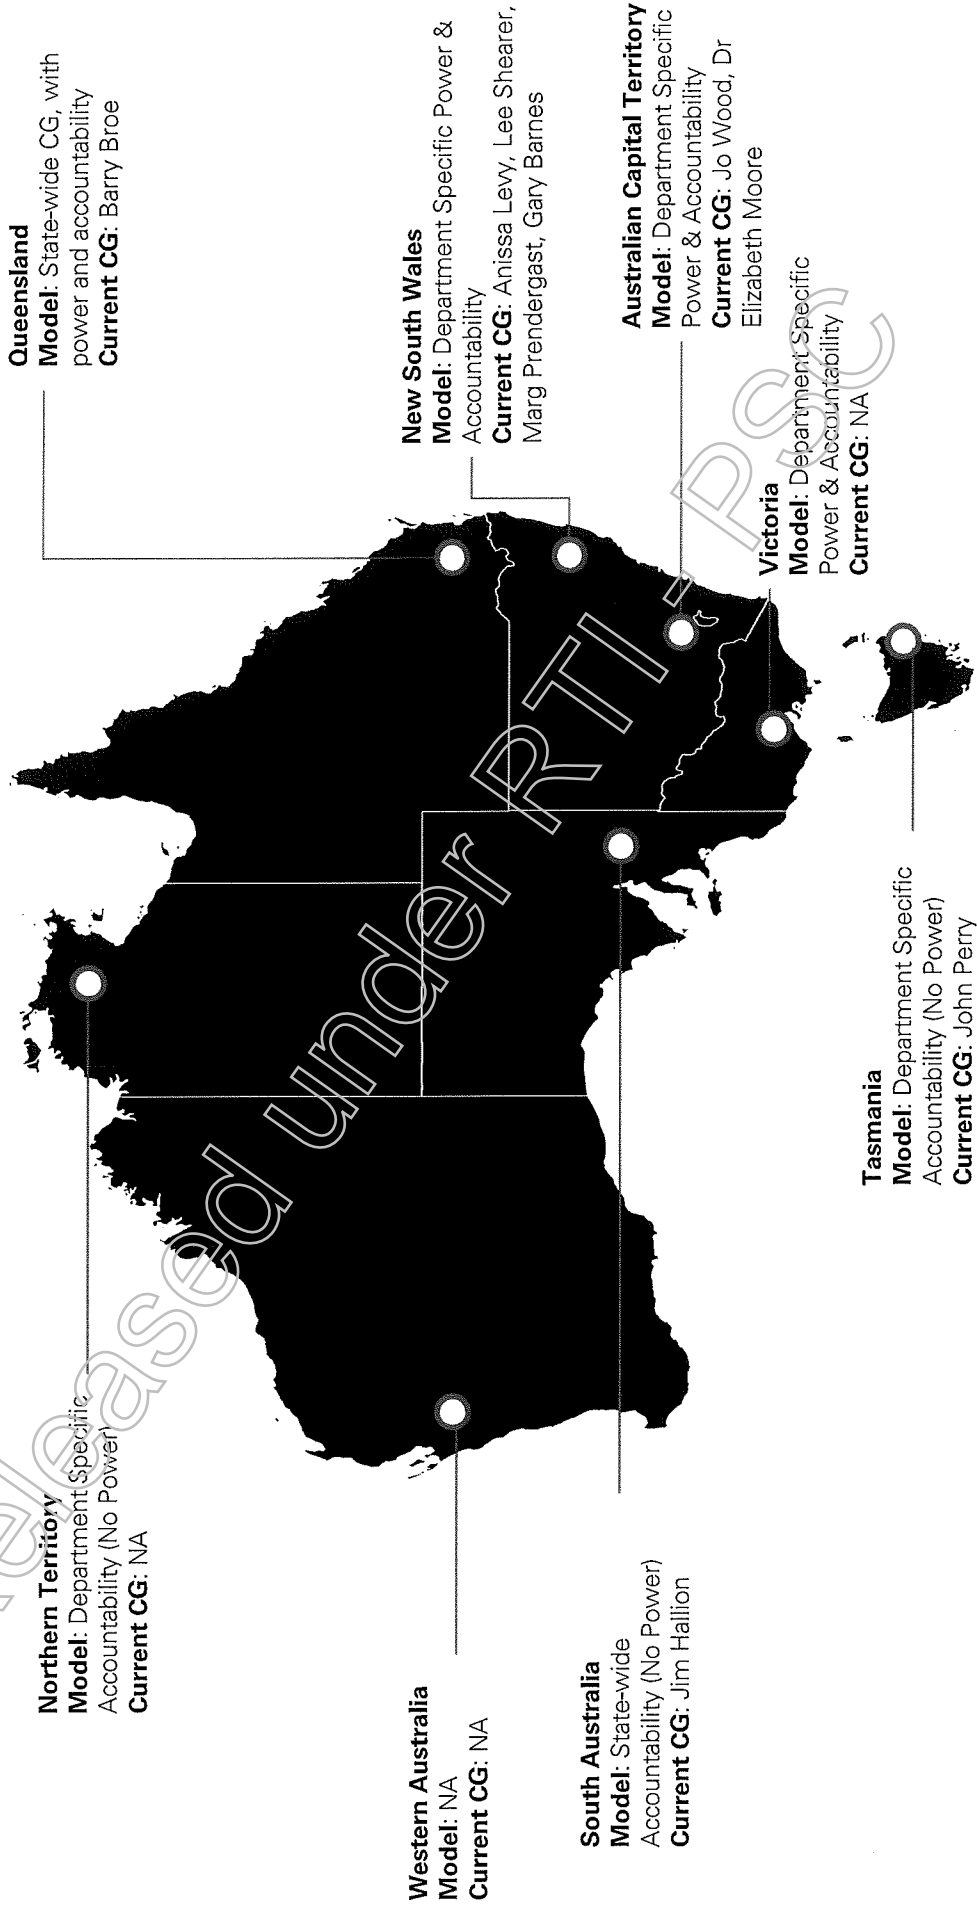 Northern Territory
Model: Department Specific
Accountability (No Power)
Current CG: NA
Queensland
Model: State-wide CG, with
power and accountability
Current CG: Barry Broe
Western Australia
Model: NA
Current CG: NA
New South Wales
Model: Department Specific Power &
Accountability
Current CG: Anissa Levy, Lee Shearer,
Marg Prendergast, Gary Barnes
South Australia
Model: State-wide
Accountability (No Power)
Current CG: Jim Hallion
Australian Capital Territory
Model: Department Specific
Power & Accountability
Current CG: Jo Wood, Dr
Elizabeth Moore
Victoria
Model: Department Specific
Power & Accountability
Current CG: NA
Tasmania
Model: Department Specific
Accountability (No Power)
Current CG: John Perry
eleased under RTI - PSC